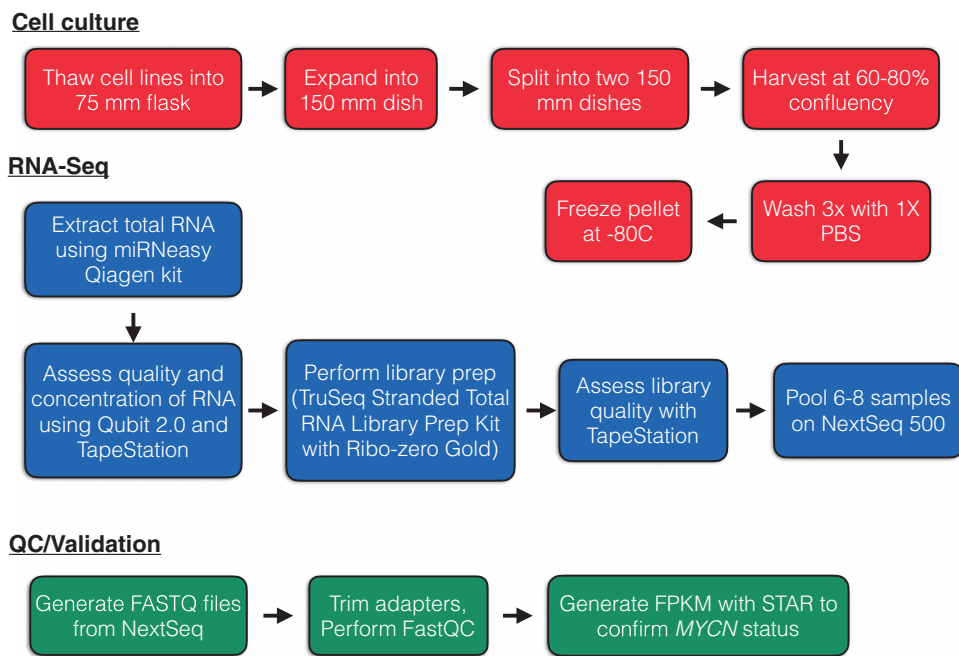 Cell culture
Thaw cell lines into
75 mm flask
Expand into
150 mm dish
Split into two 150
mm dishes
Harvest at 60-80%
confluency
Wash 3x with 1X
PBS
Freeze pellet
at -80C
RNA-Seq
Extract total RNA
using miRNeasy
Qiagen kit
Assess quality and
concentration of RNA
using Qubit 2.0 and
TapeStation
Perform library prep
(TruSeq Stranded Total
RNA Library Prep Kit
with Ribo-zero Gold)
Assess library
quality with
TapeStation
Pool 6-8 samples
on NextSeq 500
QC/Validation
Generate FASTQ files
from NextSeq
Trim adapters,
Perform FastQC
Generate FPKM with STAR to
confirm MYCN status